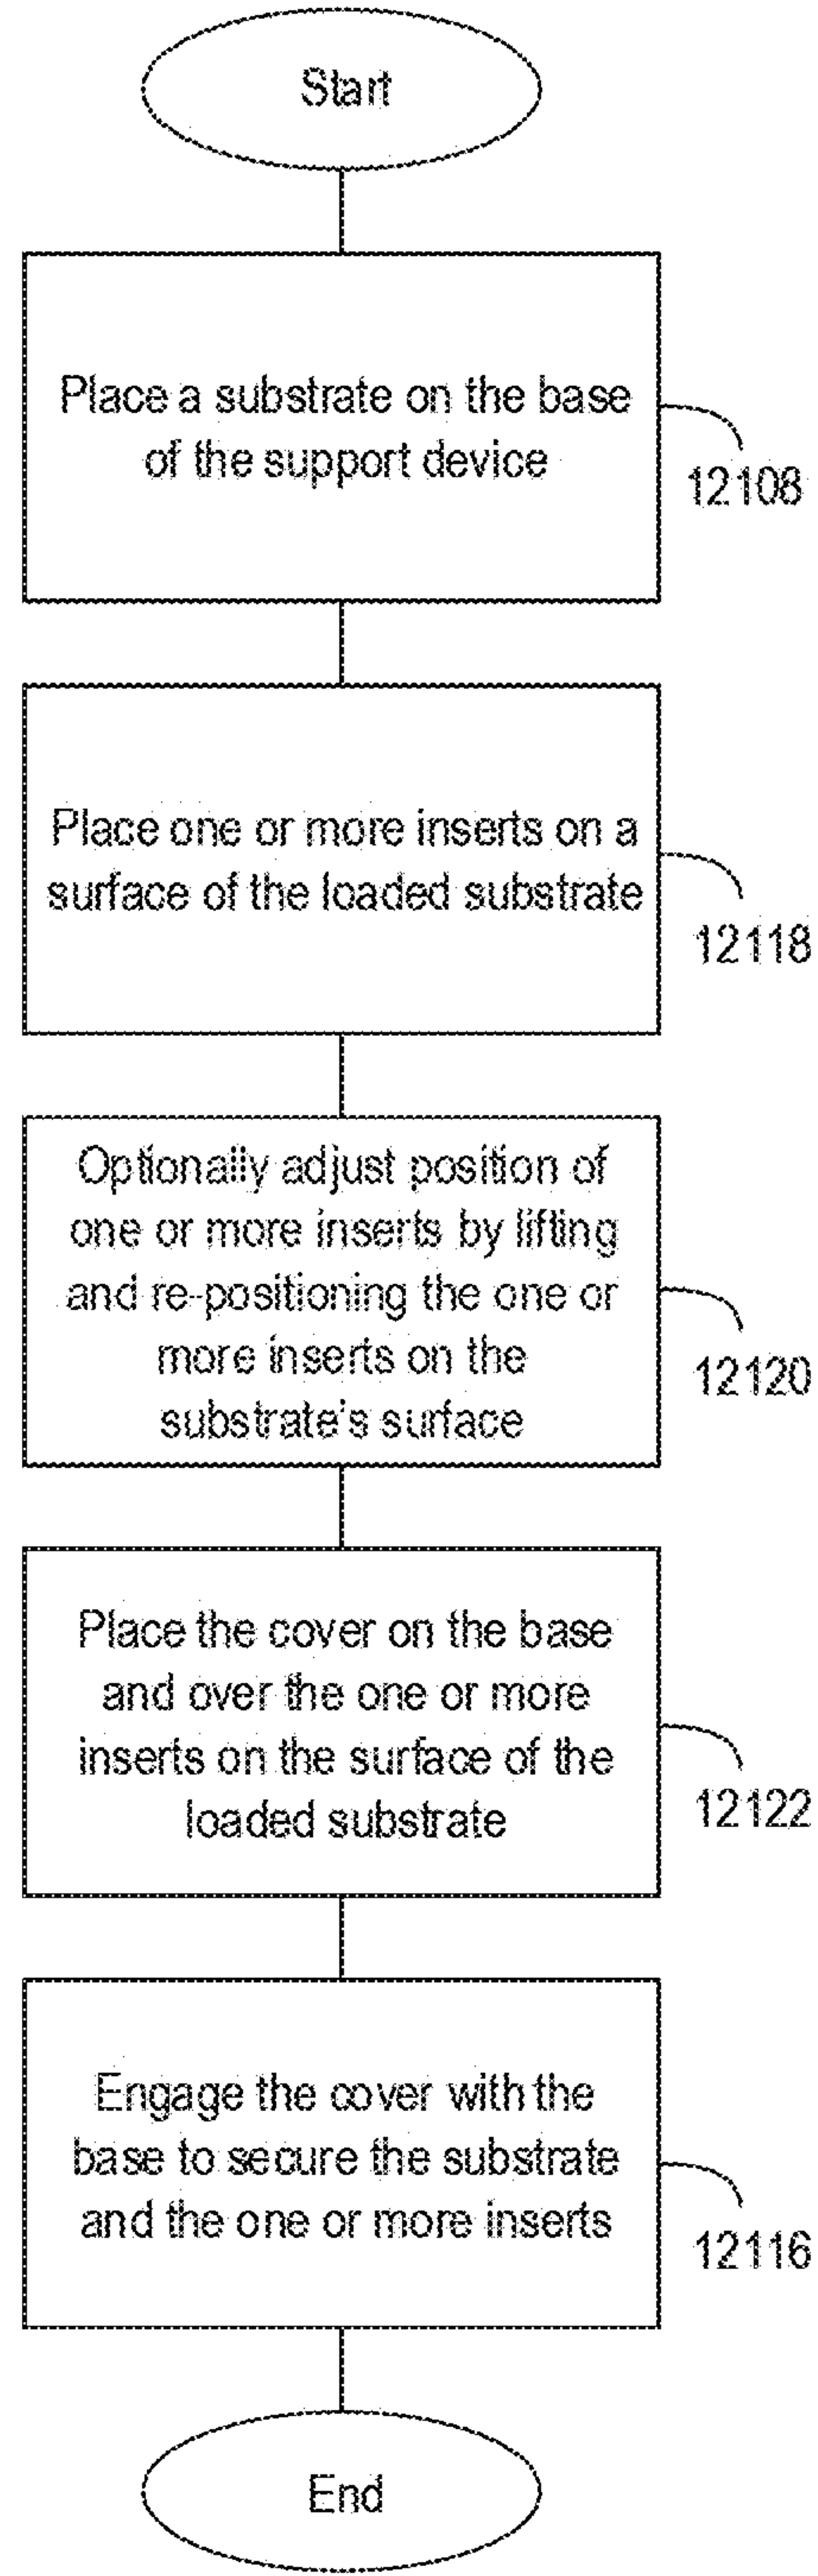 Start
Place a substrate on the base
of the support device
12108
Place one or more inserts on a
surface of the loaded substrate
12118
Optionally adjust position of
one or more inserts by lifting
and re-positioning the one or
more inserts on the
substrate's surface
12120
Place the cover on the base
and over the one or more
inserts on the surface of the
loaded substrate
12122
Engage the cover with the
base to secure the substrate
and the one or more inserts
12116
End